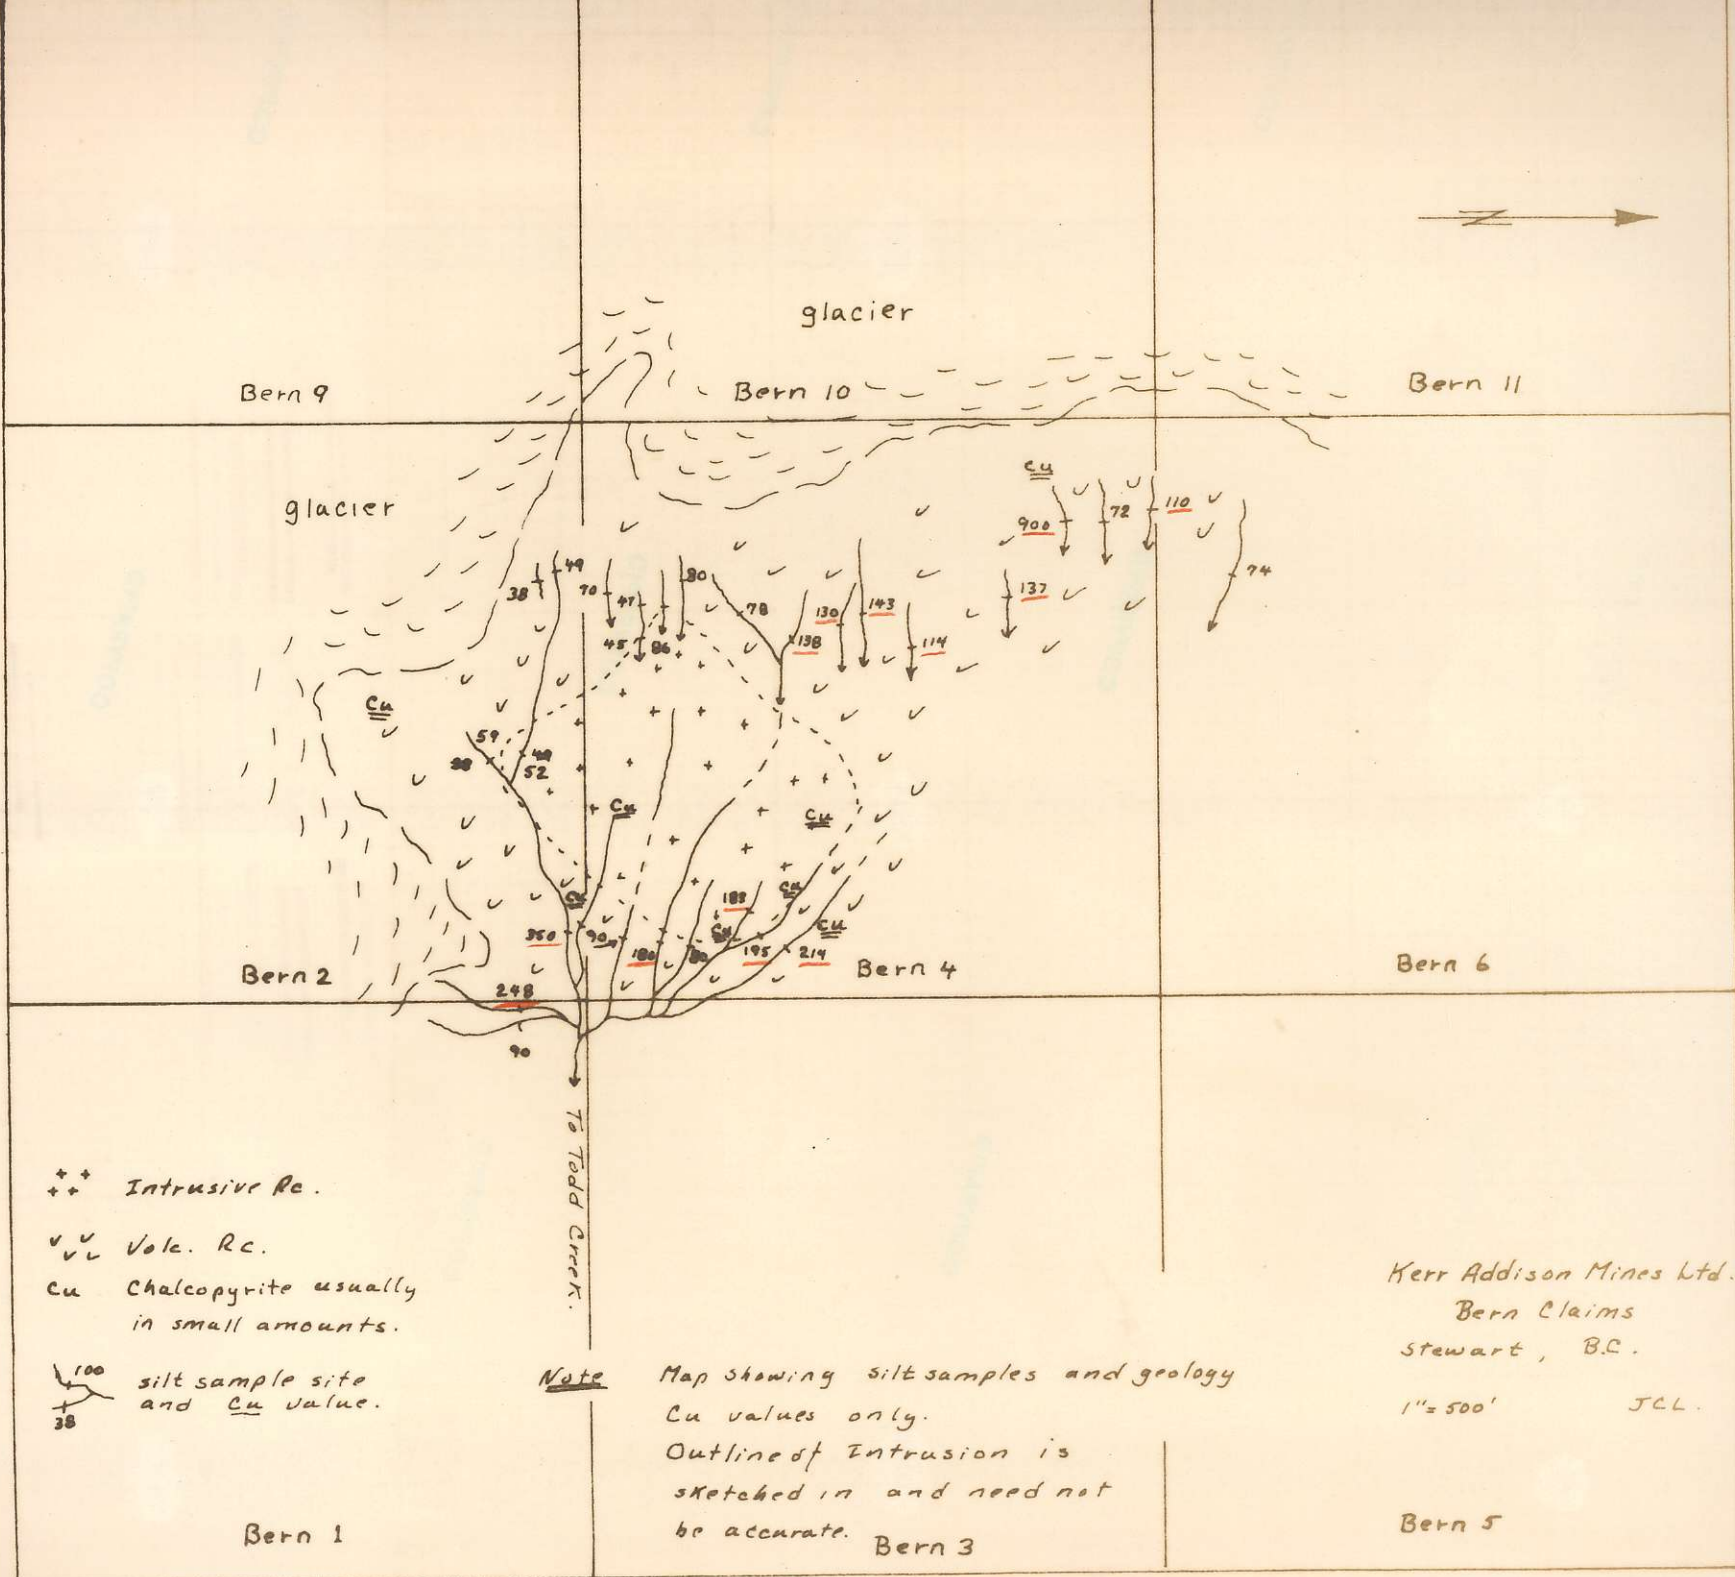 Z
glacier
Bern 9
Bern 10
Bern 11
glacier
Cu
900
72
110
74
137
38
49
70
47
80
78
130
143
138
114
45
86
Cu
59
38
49
52
Cu
Cu
Cu
Cu
188
Cu
Cu
350
90
180
80
195
214
Bern 2
Bern 4
Bern 6
248
90
To Todd Creek.
Intrusive Rc.
Volc. Rc.
Cu Chalcopyrite usually
in small amounts.
100
38
silt sample site
and Cu value.
Note Map showing silt samples and geology
Cu values only.
Outline of Intrusion is
sketched in and need not
be accurate.
Kerr Addison Mines Ltd.
Bern Claims
Stewart, B.C.
1"=500' JCL.
Bern 1
Bern 3
Bern 5